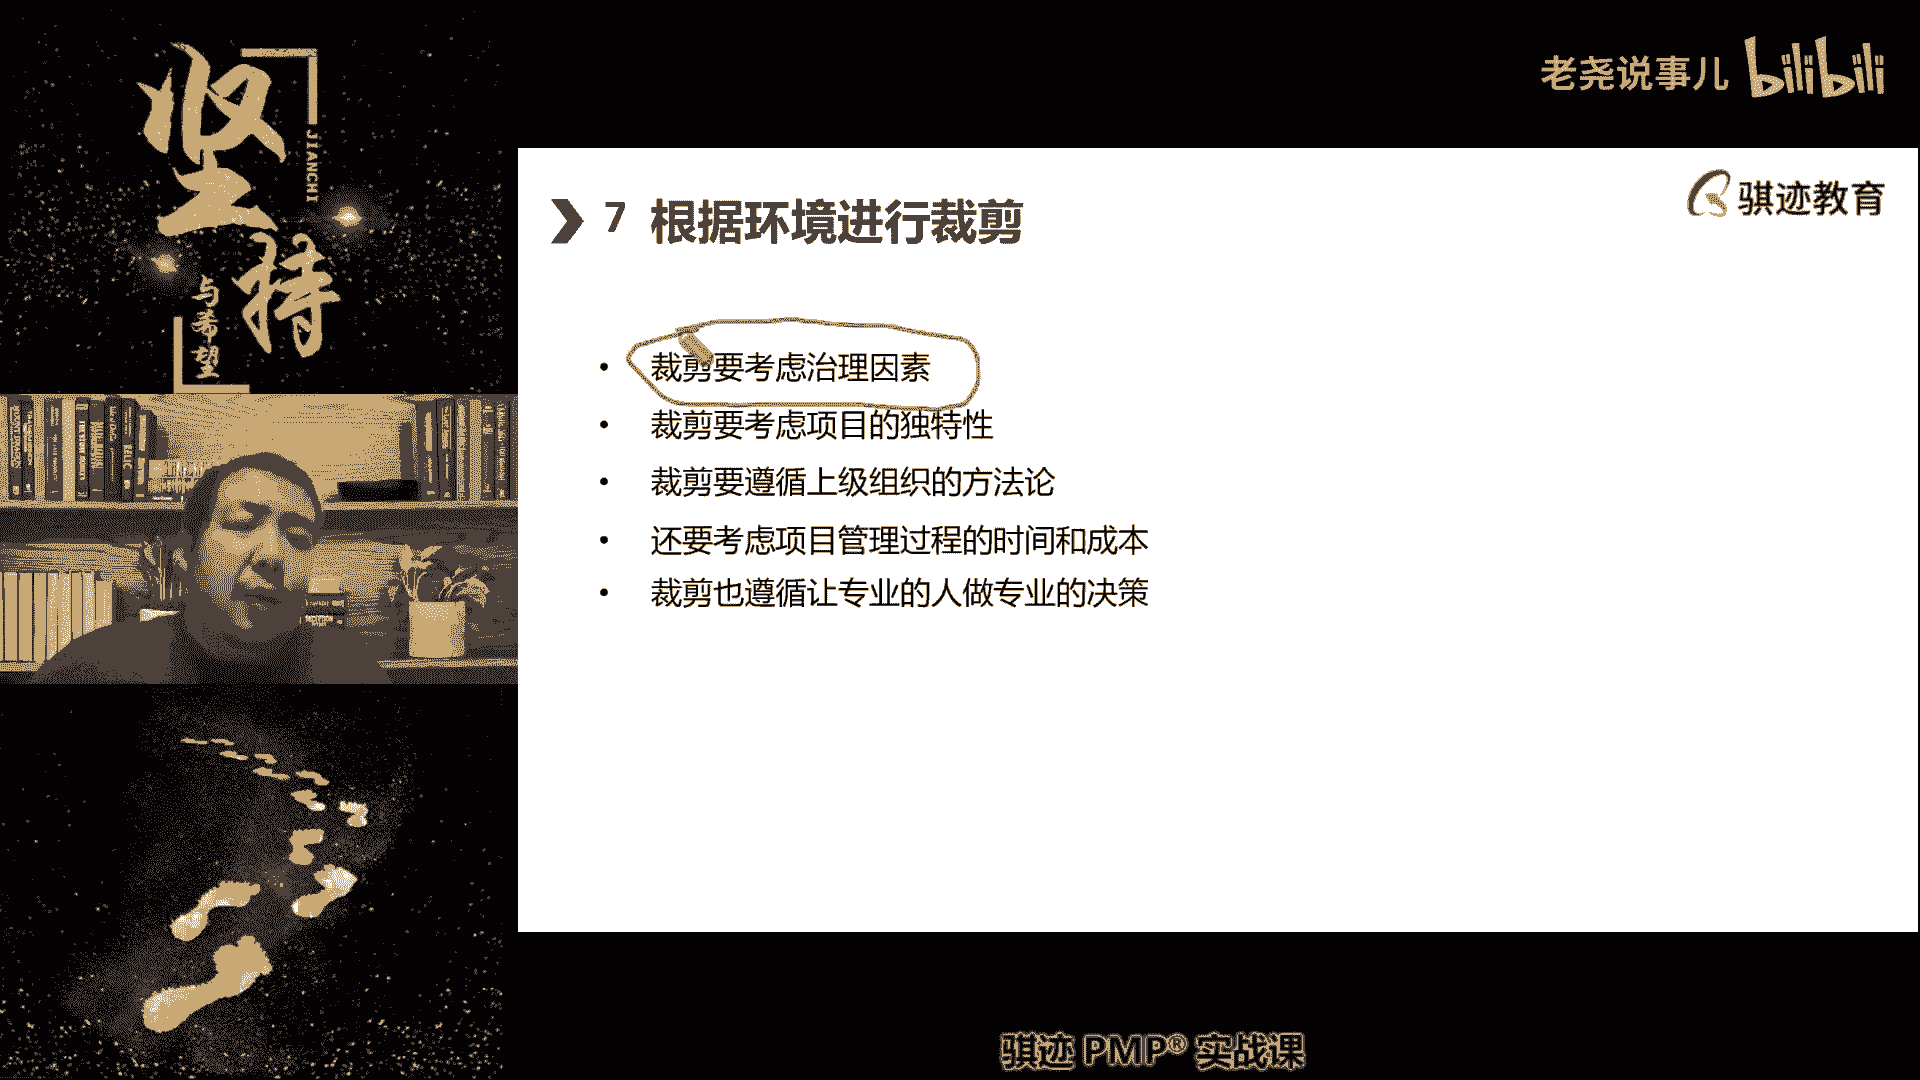 坚持
JIANCHI
与希望
老尧说事儿 bilibili
骐迹教育
7 根据环境进行裁剪
• 裁剪要考虑治理因素
• 裁剪要考虑项目的独特性
• 裁剪要遵循上级组织的方法论
• 还要考虑项目管理过程的时间和成本
• 裁剪也遵循让专业的人做专业的决策
骐迹 PMP® 实战课